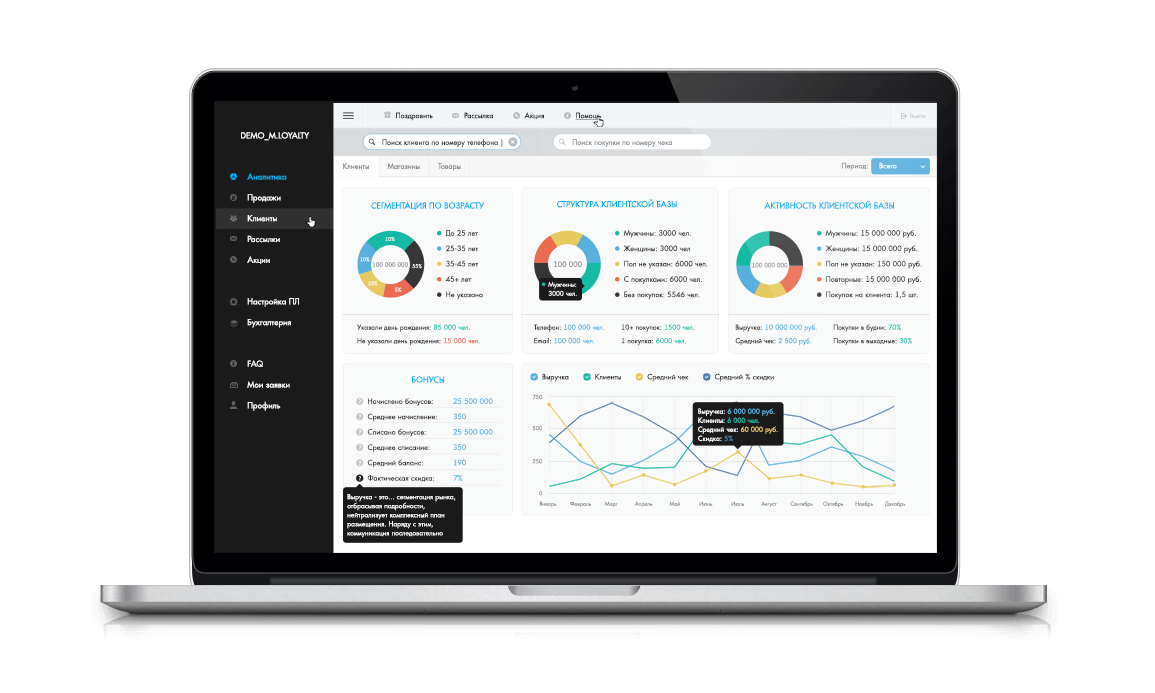 DEMO_M.LOYALTY
Аналитика
Продажи
Клиенты
Рассылки
Акции
Настройка ПЛ
Бухгалтерия
FAQ
Мои заявки
Профиль
Поздравить
Рассылка
Акция
Помощь
Выйти
Поиск клиента по номеру телефона |
Поиск покупки по номеру чека
Клиенты
Магазины
Товары
Период:
Всего
СЕГМЕНТАЦИЯ ПО ВОЗРАСТУ
10%
10%
100 000 000
55%
20%
5%
До 25 лет
25-35 лет
35-45 лет
45+ лет
Не указано
Указали день рождения: 85 000 чел.
Не указали день рождения: 15 000 чел.
СТРУКТУРА КЛИЕНТСКОЙ БАЗЫ
100 000
Мужчины:
3000 чел.
Мужчины: 3000 чел.
Женщины: 3000 чел
Пол не указан: 6000 чел.
С покупками: 6000 чел.
Без покупок: 5546 чел.
Телефон: 100 000 чел.
10+ покупок: 1500 чел.
Email: 100 000 чел.
1 покупка: 6000 чел.
АКТИВНОСТЬ КЛИЕНТСКОЙ БАЗЫ
100 000 000
Мужчины: 15 000 000 руб.
Женщины: 15 000 000 руб.
Пол не указан: 150 000 руб.
Повторные: 15 000 000 руб.
Покупок на клиента: 1,5 шт.
Выручка: 10 000 000 руб.
Покупки в будни: 70%
Средний чек: 2 500 руб.
Покупки в выходные: 30%
БОНУСЫ
Начислено бонусов: 25 500 000
Среднее начисление: 350
Списано бонусов: 25 500 000
Среднее списание: 350
Средний баланс: 190
Фактическая скидка: 7%
Выручка - это... сегментация рынка,
отбрасывая подробности,
нейтрализует комплексный план
размещения. Наряду с этим,
коммуникация последовательно
Выручка
Клиенты
Средний чек
Средний % скидки
750
500
250
0
Выручка: 6 000 000 руб.
Клиенты: 6 000 чел.
Средний чек: 60 000 руб.
Скидка: 5%
Январь
Февраль
Март
Апрель
Май
Июнь
Июль
Август
Сентябрь
Октябрь
Ноябрь
Декабрь